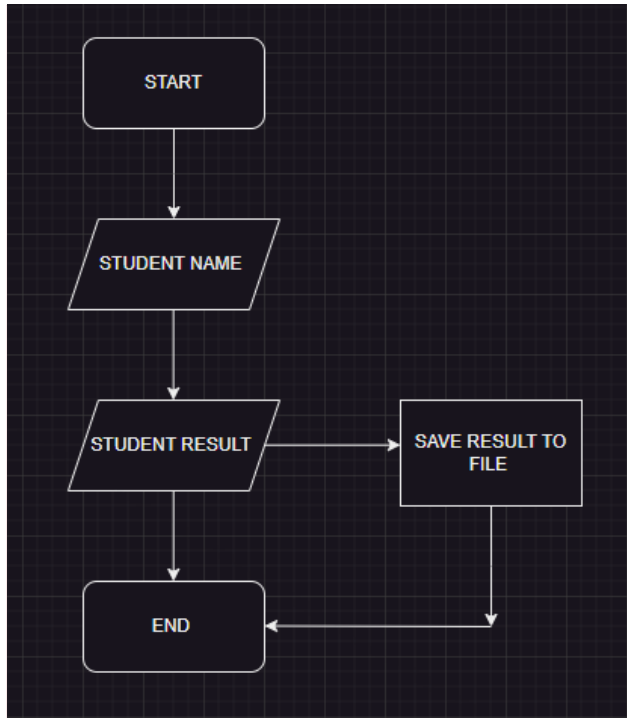 START
STUDENT NAME
STUDENT RESULT
SAVE RESULT TO
FILE
END